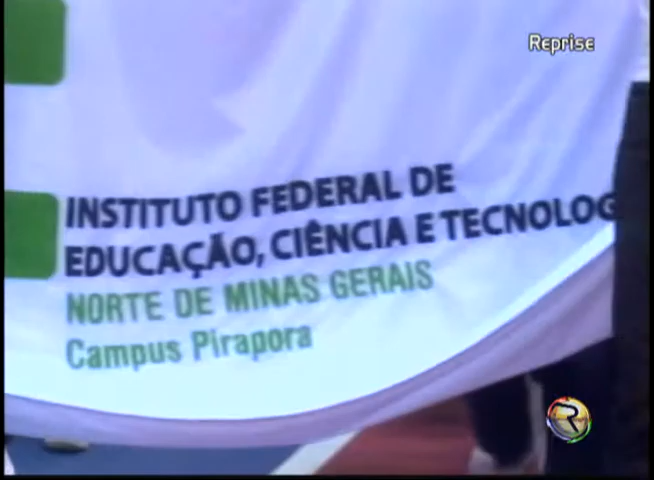 Reprise
INSTITUTO FEDERAL DE
EDUCAÇÃO, CIÊNCIA E TECNOLOG
NORTE DE MINAS GERAIS
Campus Pirapora
R